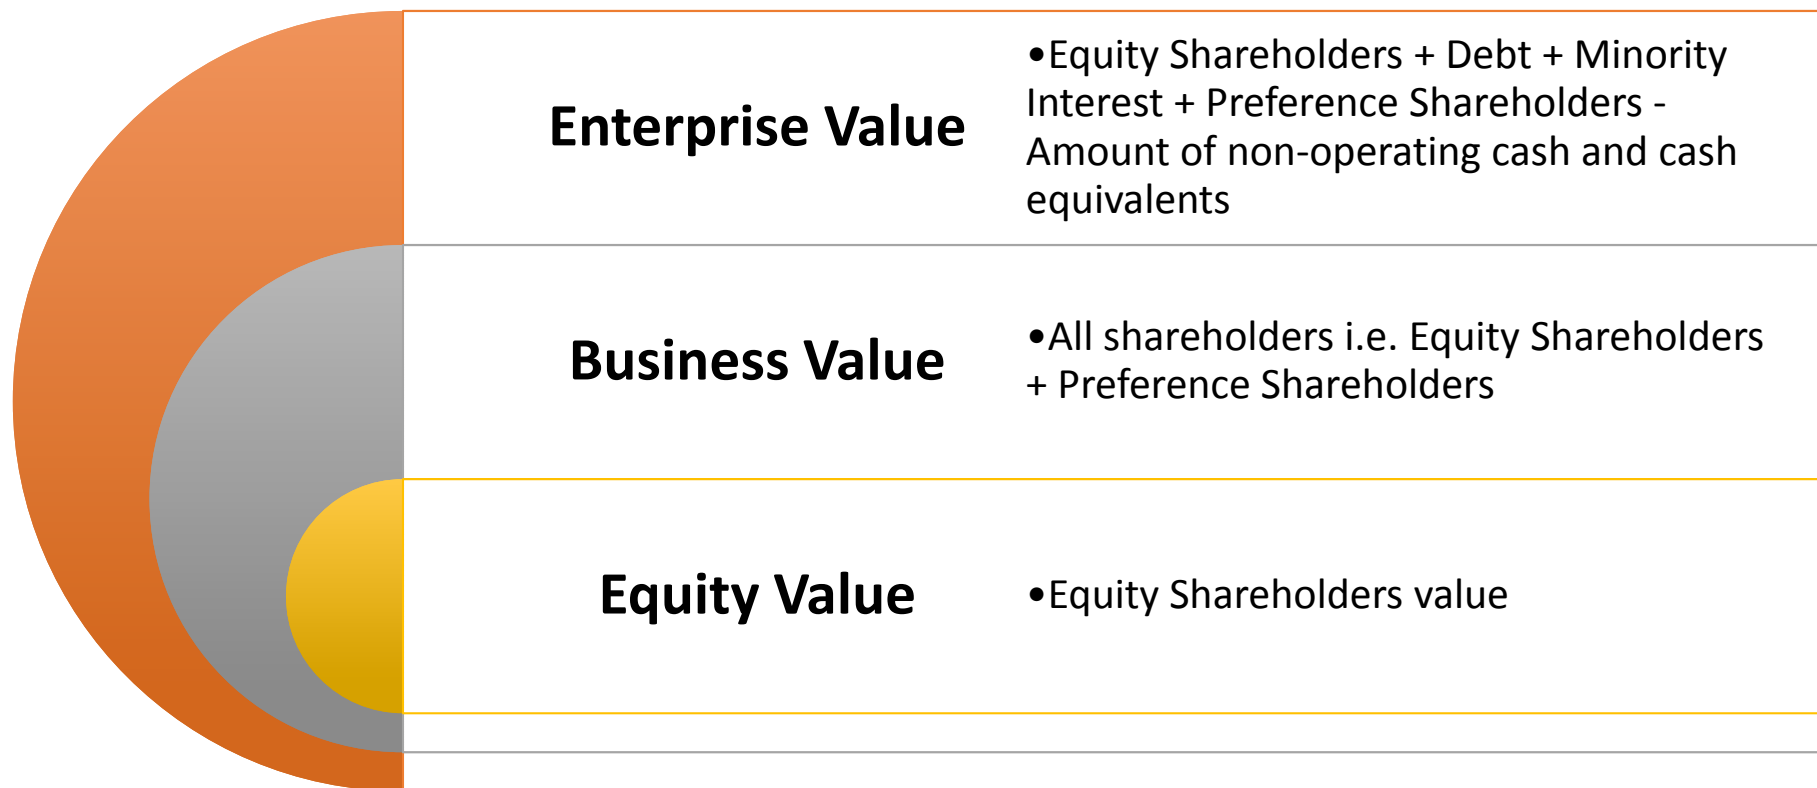 Enterprise Value
•Equity Shareholders + Debt + Minority
Interest + Preference Shareholders -
Amount of non-operating cash and cash
equivalents
Business Value
•All shareholders i.e. Equity Shareholders
+ Preference Shareholders
Equity Value
•Equity Shareholders value